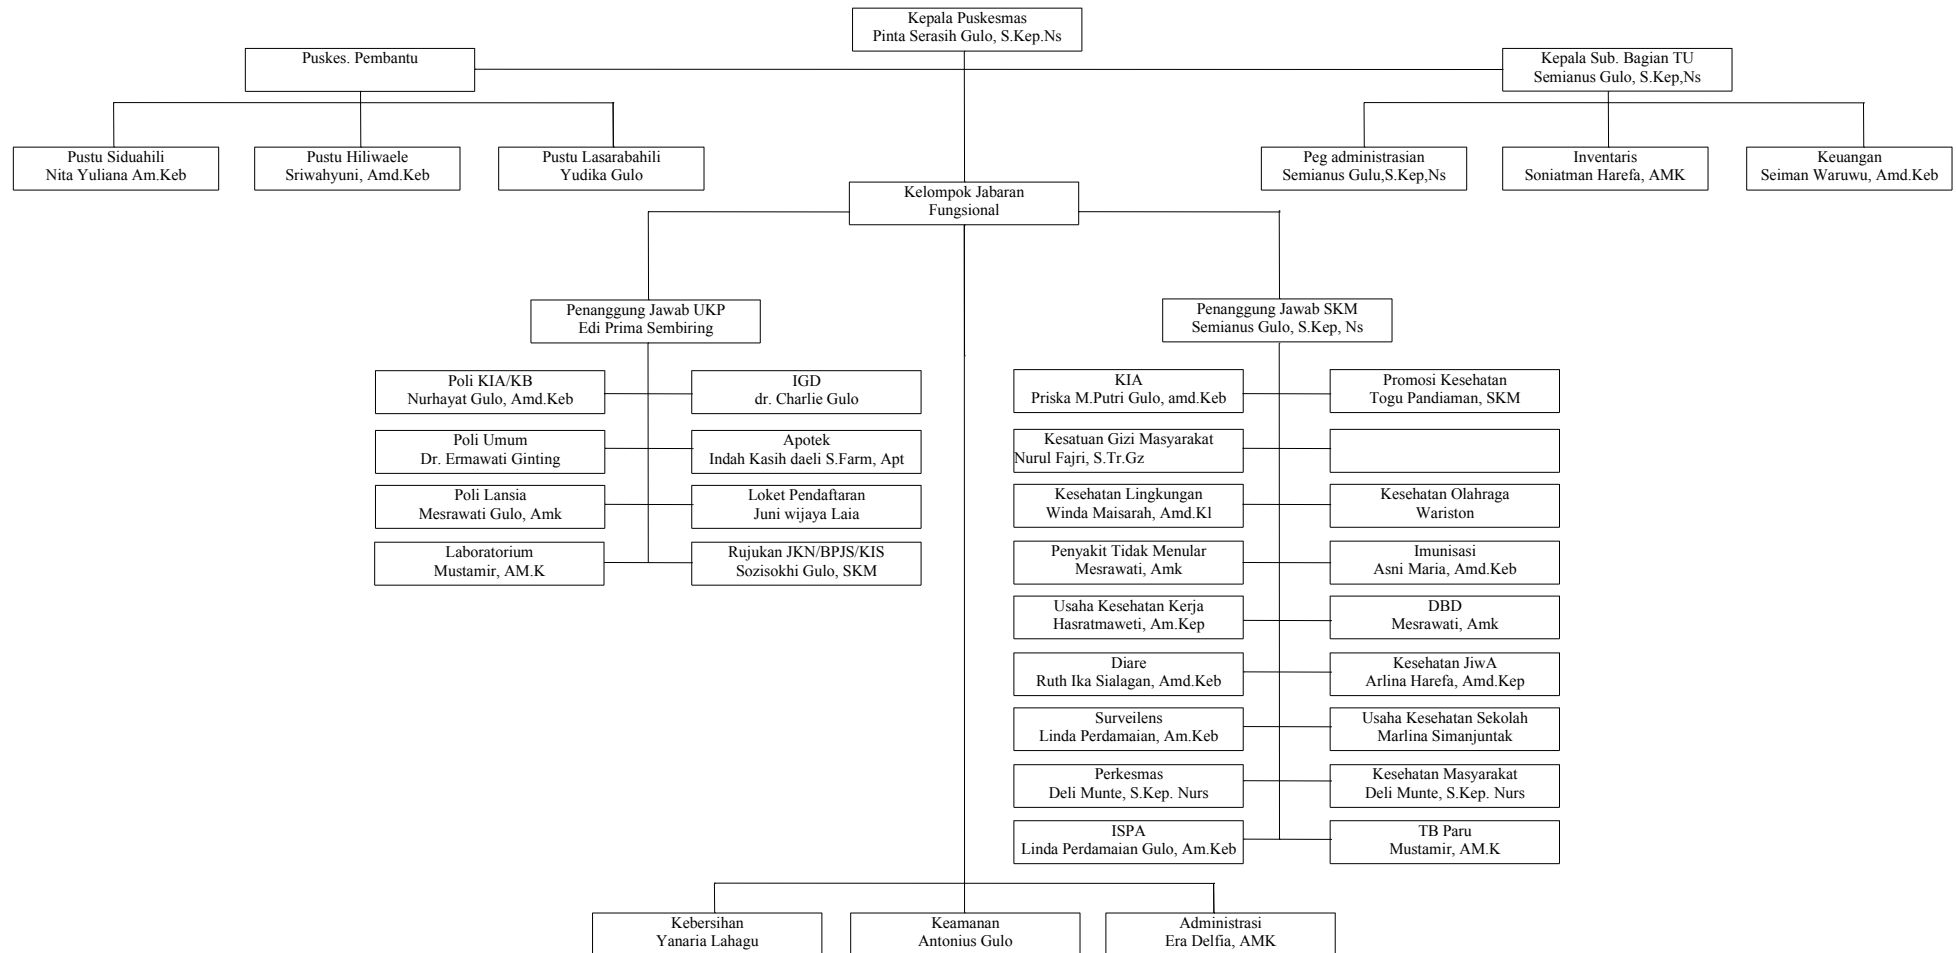 Kepala Puskesmas
Pinta Serasih Gulo, S.Kep.Ns
Puskes. Pembantu
Kepala Sub. Bagian TU
Semianus Gulo, S.Kep,Ns
Pustu Siduahili
Nita Yuliana Am.Keb
Pustu Hiliwaele
Sriwahyuni, Amd.Keb
Pustu Lasarabahili
Yudika Gulo
Peg administrasian
Semianus Gulu,S.Kep,Ns
Inventaris
Soniatman Harefa, AMK
Keuangan
Seiman Waruwu, Amd.Keb
Kelompok Jabaran
Fungsional
Penanggung Jawab UKP
Edi Prima Sembiring
Penanggung Jawab SKM
Semianus Gulo, S.Kep, Ns
Poli KIA/KB
Nurhayat Gulo, Amd.Keb
IGD
dr. Charlie Gulo
Poli Umum
Dr. Ermawati Ginting
Apotek
Indah Kasih daeli S.Farm, Apt
Poli Lansia
Mesrawati Gulo, Amk
Loket Pendaftaran
Juni wijaya Laia
Laboratorium
Mustamir, AM.K
Rujukan JKN/BPJS/KIS
Sozisokhi Gulo, SKM
KIA
Priska M.Putri Gulo, amd.Keb
Promosi Kesehatan
Togu Pandiaman, SKM
Kesatuan Gizi Masyarakat
Nurul Fajri, S.Tr.Gz
Kesehatan Lingkungan
Winda Maisarah, Amd.Kl
Kesehatan Olahraga
Wariston
Penyakit Tidak Menular
Mesrawati, Amk
Imunisasi
Asni Maria, Amd.Keb
Usaha Kesehatan Kerja
Hasratmaweti, Am.Kep
DBD
Mesrawati, Amk
Diare
Ruth Ika Sialagan, Amd.Keb
Kesehatan JiwA
Arlina Harefa, Amd.Kep
Surveilens
Linda Perdamaian, Am.Keb
Usaha Kesehatan Sekolah
Marlina Simanjuntak
Perkesmas
Deli Munte, S.Kep. Nurs
Kesehatan Masyarakat
Deli Munte, S.Kep. Nurs
ISPA
Linda Perdamaian Gulo, Am.Keb
TB Paru
Mustamir, AM.K
Kebersihan
Yanaria Lahagu
Keamanan
Antonius Gulo
Administrasi
Era Delfia, AMK